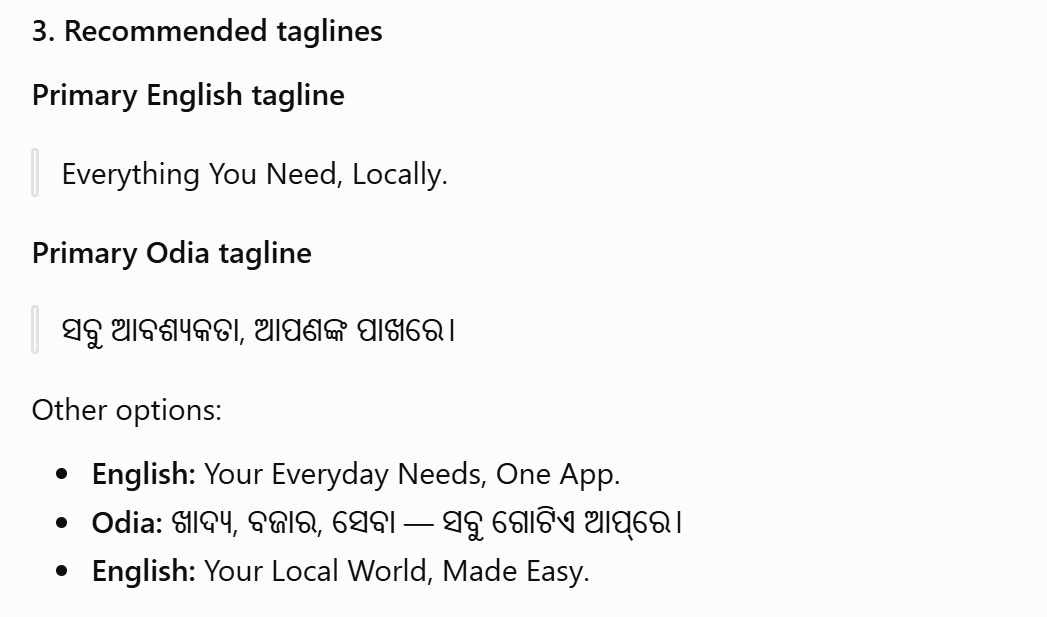 3. Recommended taglines
Primary English tagline
Everything You Need, Locally.
Primary Odia tagline
ସବୁ ଆବଶ୍ୟକତା, ଆପଣଙ୍କ ପାଖରେ।
Other options:
English: Your Everyday Needs, One App.
Odia: ଖାଦ୍ୟ, ବଜାର, ସେବା — ସବୁ ଗୋଟିଏ ଆପ୍‌ରେ।
English: Your Local World, Made Easy.